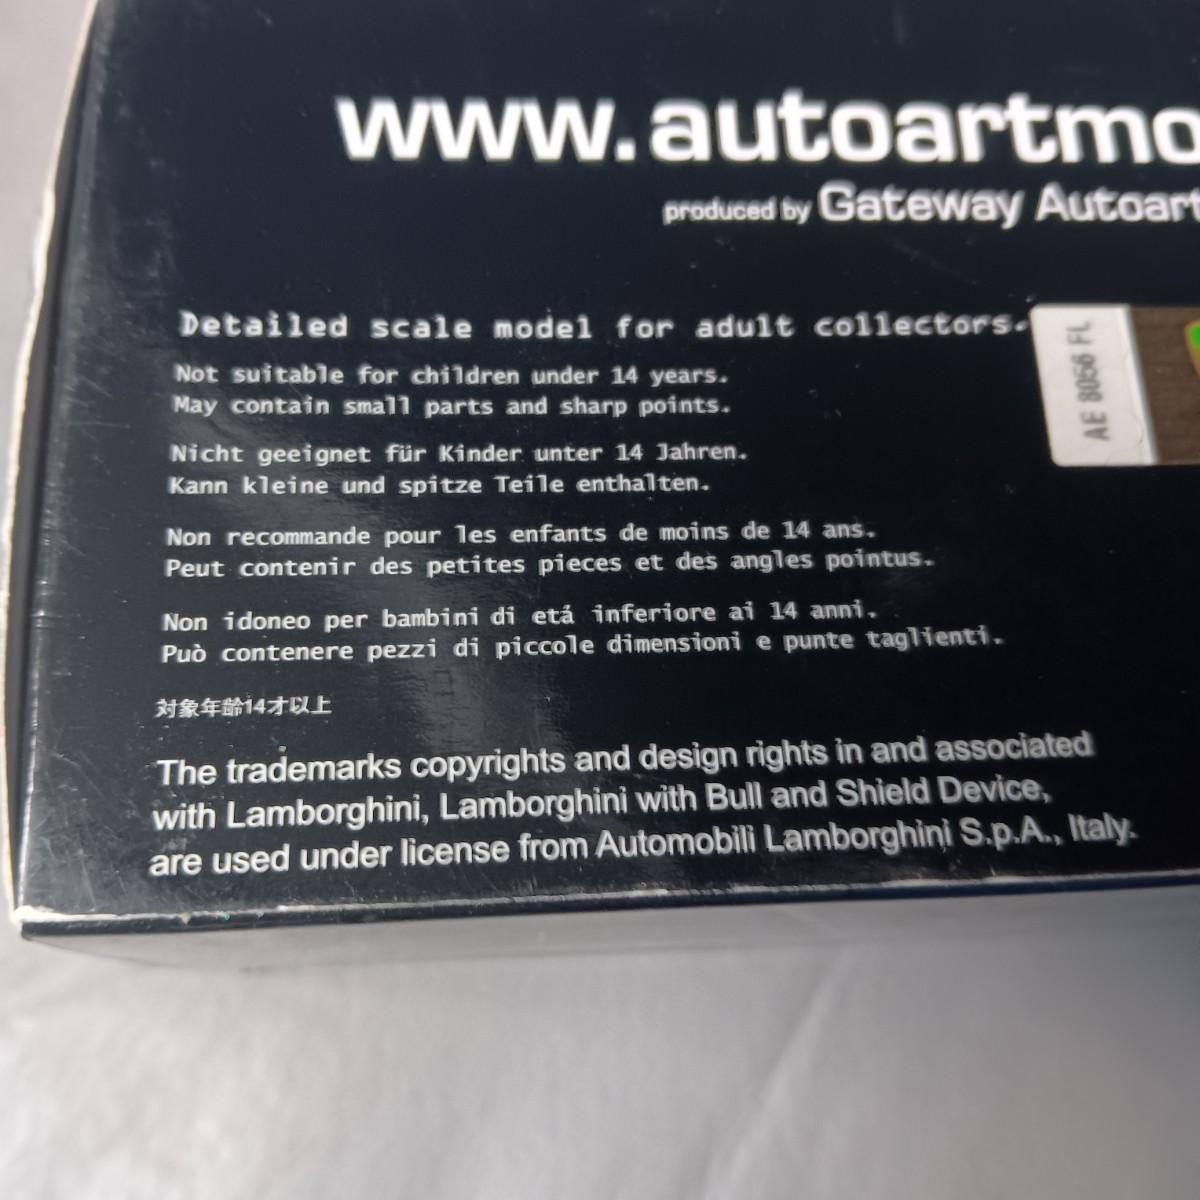 www.autoartmo
produced by Gateway Autoart
Detailed scale model for adult collectors.
Not suitable for children under 14 years.
May contain small parts and sharp points.
Nicht geeignet für Kinder unter 14 Jahren.
Kann kleine und spitze Teile enthalten.
Non recommande pour les enfants de moins de 14 ans.
Peut contenir des petites pieces et des angles pointus.
Non idoneo per bambini di etá inferiore ai 14 anni.
Può contenere pezzi di piccole dimensioni e punte taglienti.
対象年齢14才以上
The trademarks copyrights and design rights in and associated
with Lamborghini, Lamborghini with Bull and Shield Device,
are used under license from Automobili Lamborghini S.p.A., Italy.
AE 8056 FL